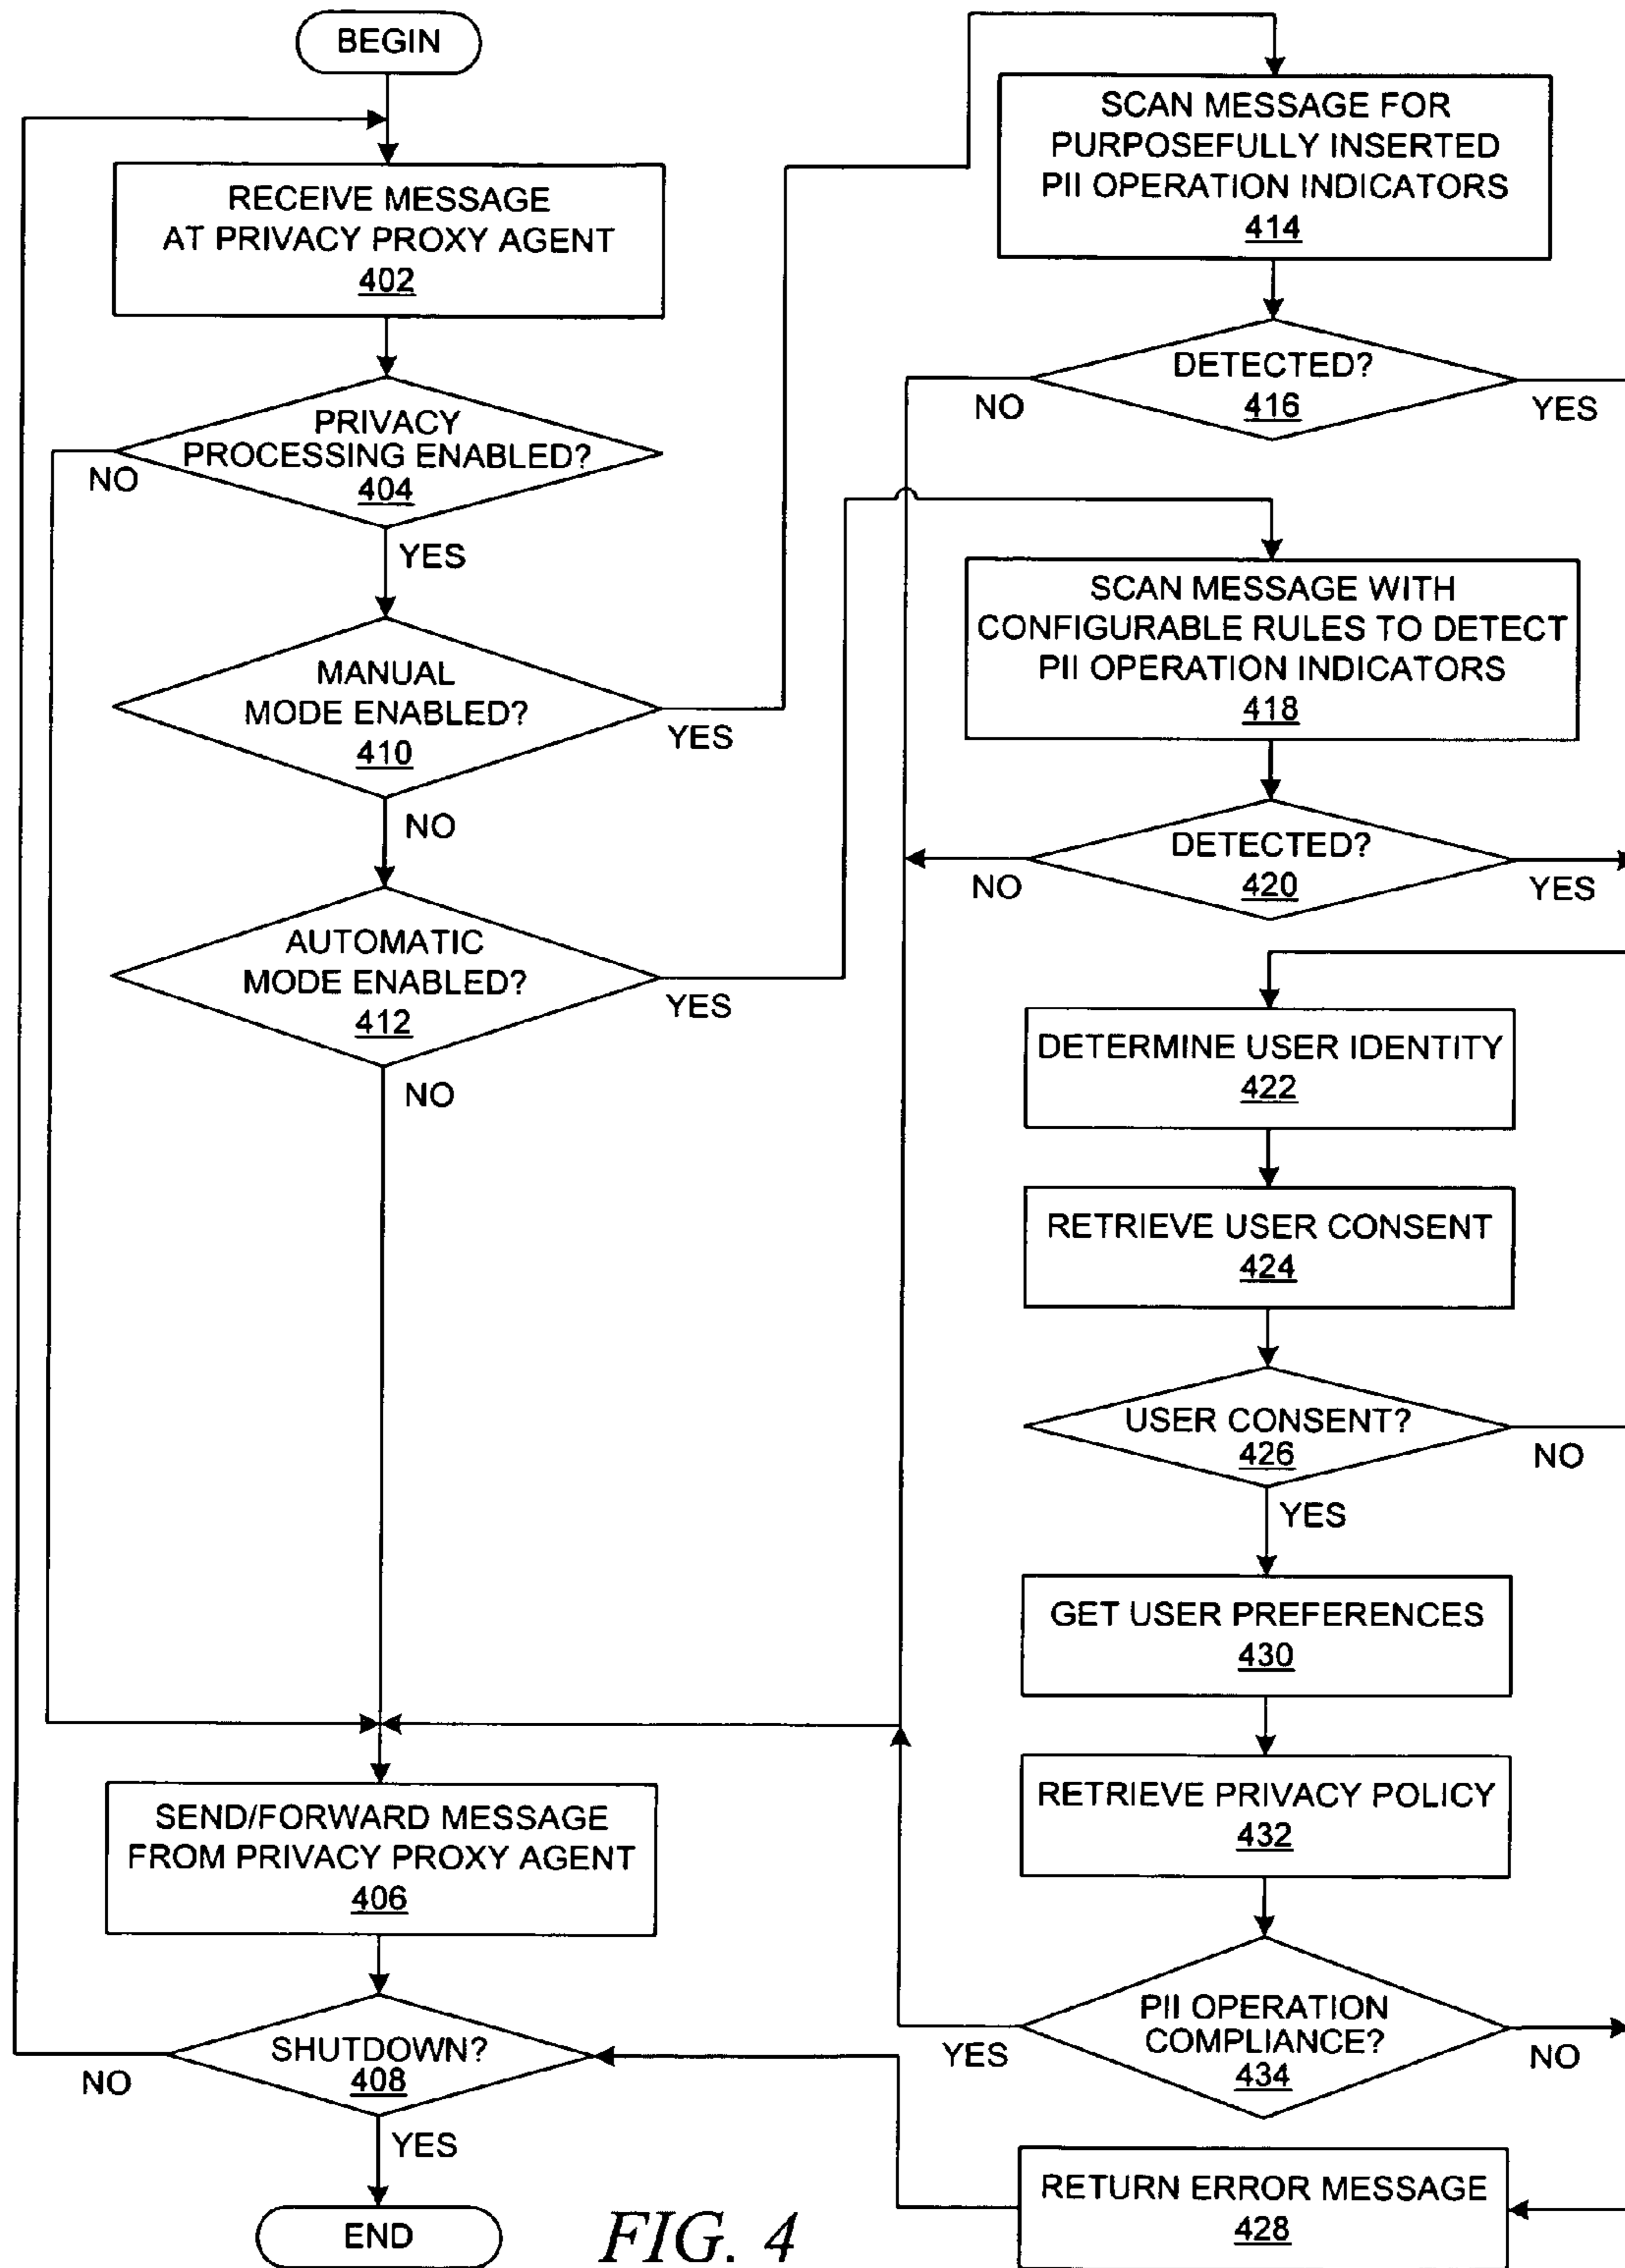 BEGIN
RECEIVE MESSAGE
AT PRIVACY PROXY AGENT
402
PRIVACY
PROCESSING ENABLED?
404
NO
YES
MANUAL
MODE ENABLED?
410
YES
NO
AUTOMATIC
MODE ENABLED?
412
YES
NO
SEND/FORWARD MESSAGE
FROM PRIVACY PROXY AGENT
406
SHUTDOWN?
408
NO
YES
END
SCAN MESSAGE FOR
PURPOSEFULLY INSERTED
PII OPERATION INDICATORS
414
DETECTED?
416
NO
YES
SCAN MESSAGE WITH
CONFIGURABLE RULES TO DETECT
PII OPERATION INDICATORS
418
DETECTED?
420
NO
YES
DETERMINE USER IDENTITY
422
RETRIEVE USER CONSENT
424
USER CONSENT?
426
NO
YES
GET USER PREFERENCES
430
RETRIEVE PRIVACY POLICY
432
PII OPERATION
COMPLIANCE?
434
YES
NO
RETURN ERROR MESSAGE
428
FIG. 4